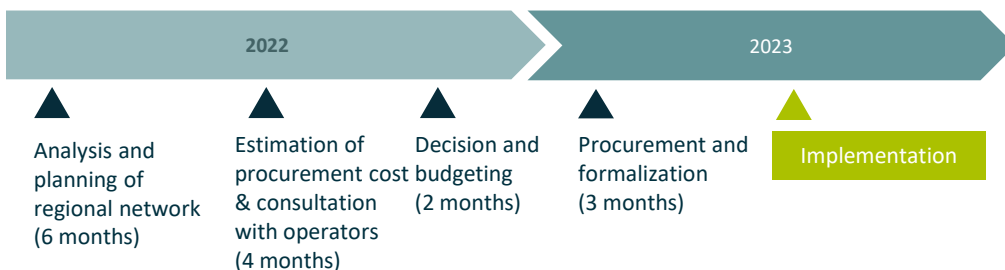 2022
2023
Analysis and
planning of
regional network
(6 months)
Estimation of
procurement cost
& consultation
with operators
(4 months)
Decision and
budgeting
(2 months)
Procurement and
formalization
(3 months)
Implementation